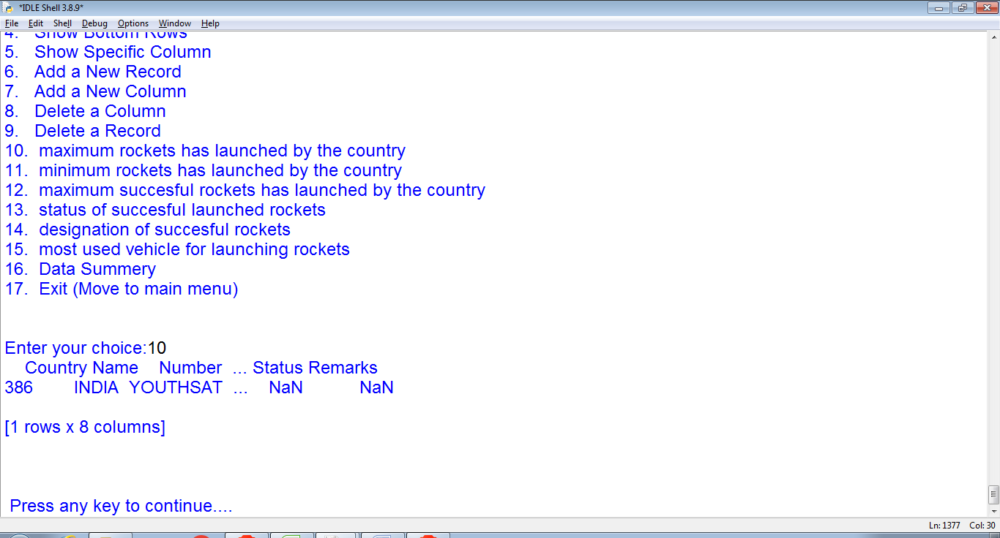 *IDLE Shell 3.8.9*
File Edit Shell Debug Options Window Help
4. Show Bottom Rows
5. Show Specific Column
6. Add a New Record
7. Add a New Column
8. Delete a Column
9. Delete a Record
10. maximum rockets has launched by the country
11. minimum rockets has launched by the country
12. maximum succesful rockets has launched by the country
13. status of succesful launched rockets
14. designation of succesful rockets
15. most used vehicle for launching rockets
16. Data Summery
17. Exit (Move to main menu)
Enter your choice:10
Country Name Number ... Status Remarks
386 INDIA YOUTHSAT ... NaN NaN
[1 rows x 8 columns]
Press any key to continue....
Ln: 1377 Col: 30